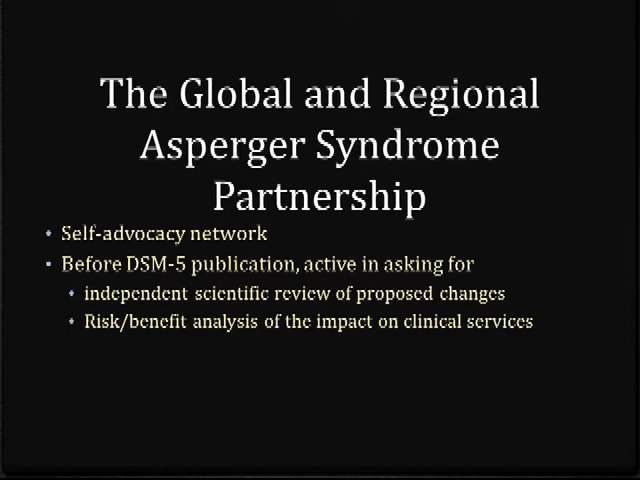 The Global and Regional
Asperger Syndrome
Partnership
• Self-advocacy network
• Before DSM-5 publication, active in asking for
• independent scientific review of proposed changes
• Risk/benefit analysis of the impact on clinical services